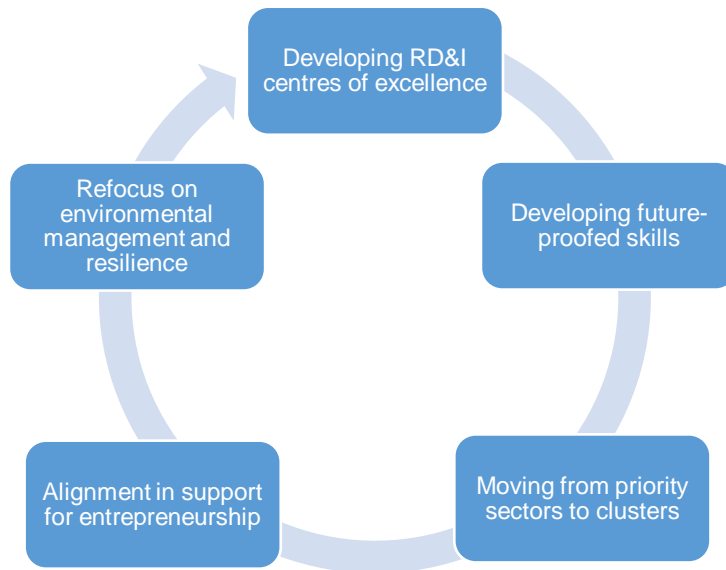 Developing RD&I
centres of excellence
Developing future-
proofed skills
Moving from priority
sectors to clusters
Alignment in support
for entrepreneurship
Refocus on
environmental
management and
resilience